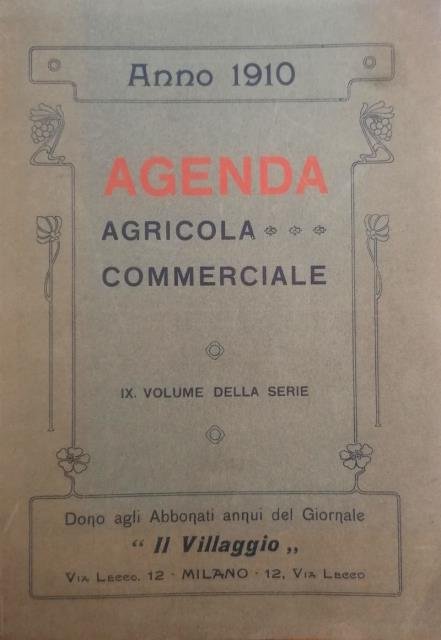 Anno 1910
AGENDA
AGRICOLA
COMMERCIALE
IX. VOLUME DELLA SERIE
Dono agli Abbonati annui del Giornale
“ Il Villaggio „
VIA LECCO, 12 · MILANO · 12, VIA LECCO